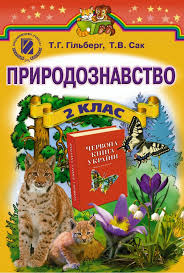 Т.Г. Гільберг, Т.В. Сак
ПРИРОДОЗНАВСТВО
2 КЛАС
ЧЕРВОНА
КНИГА
УКРАЇНИ